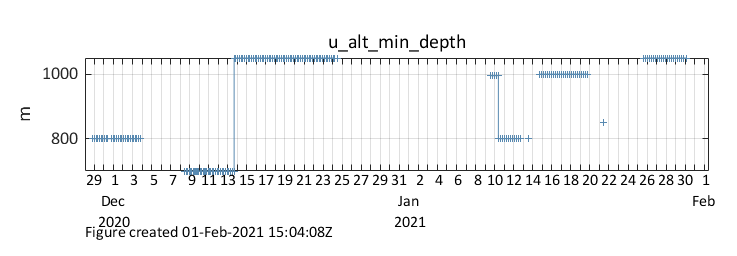 u_alt_min_depth
1000
m
800
29 1 3 5 7 9 11 13 15 17 19 21 23 25 27 29 31 2 4 6 8 10 12 14 16 18 20 22 24 26 28 30 1
Dec Jan Feb
2020 2021
Figure created 01-Feb-2021 15:04:08Z